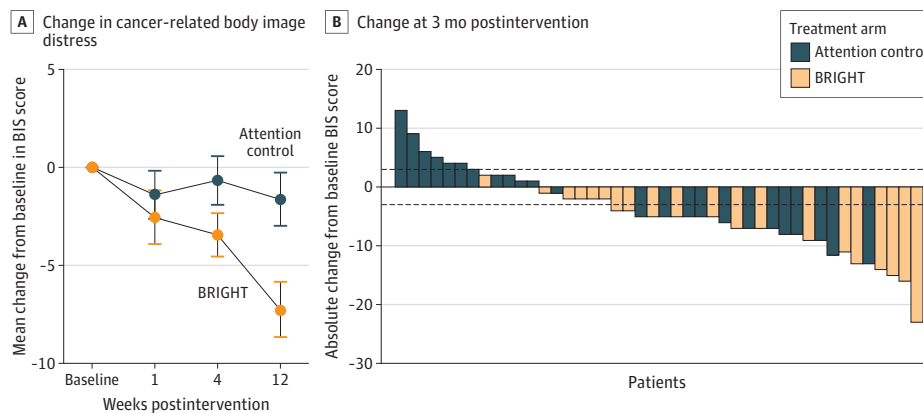 A Change in cancer-related body image
distress
Mean change from baseline in BIS score
5
0
-5
-10
Attention
control
BRIGHT
Baseline
1
4
12
Weeks postintervention
B Change at 3 mo postintervention
Treatment arm
Attention control
BRIGHT
Absolute change from baseline BIS score
20
10
0
-10
-20
-30
Patients